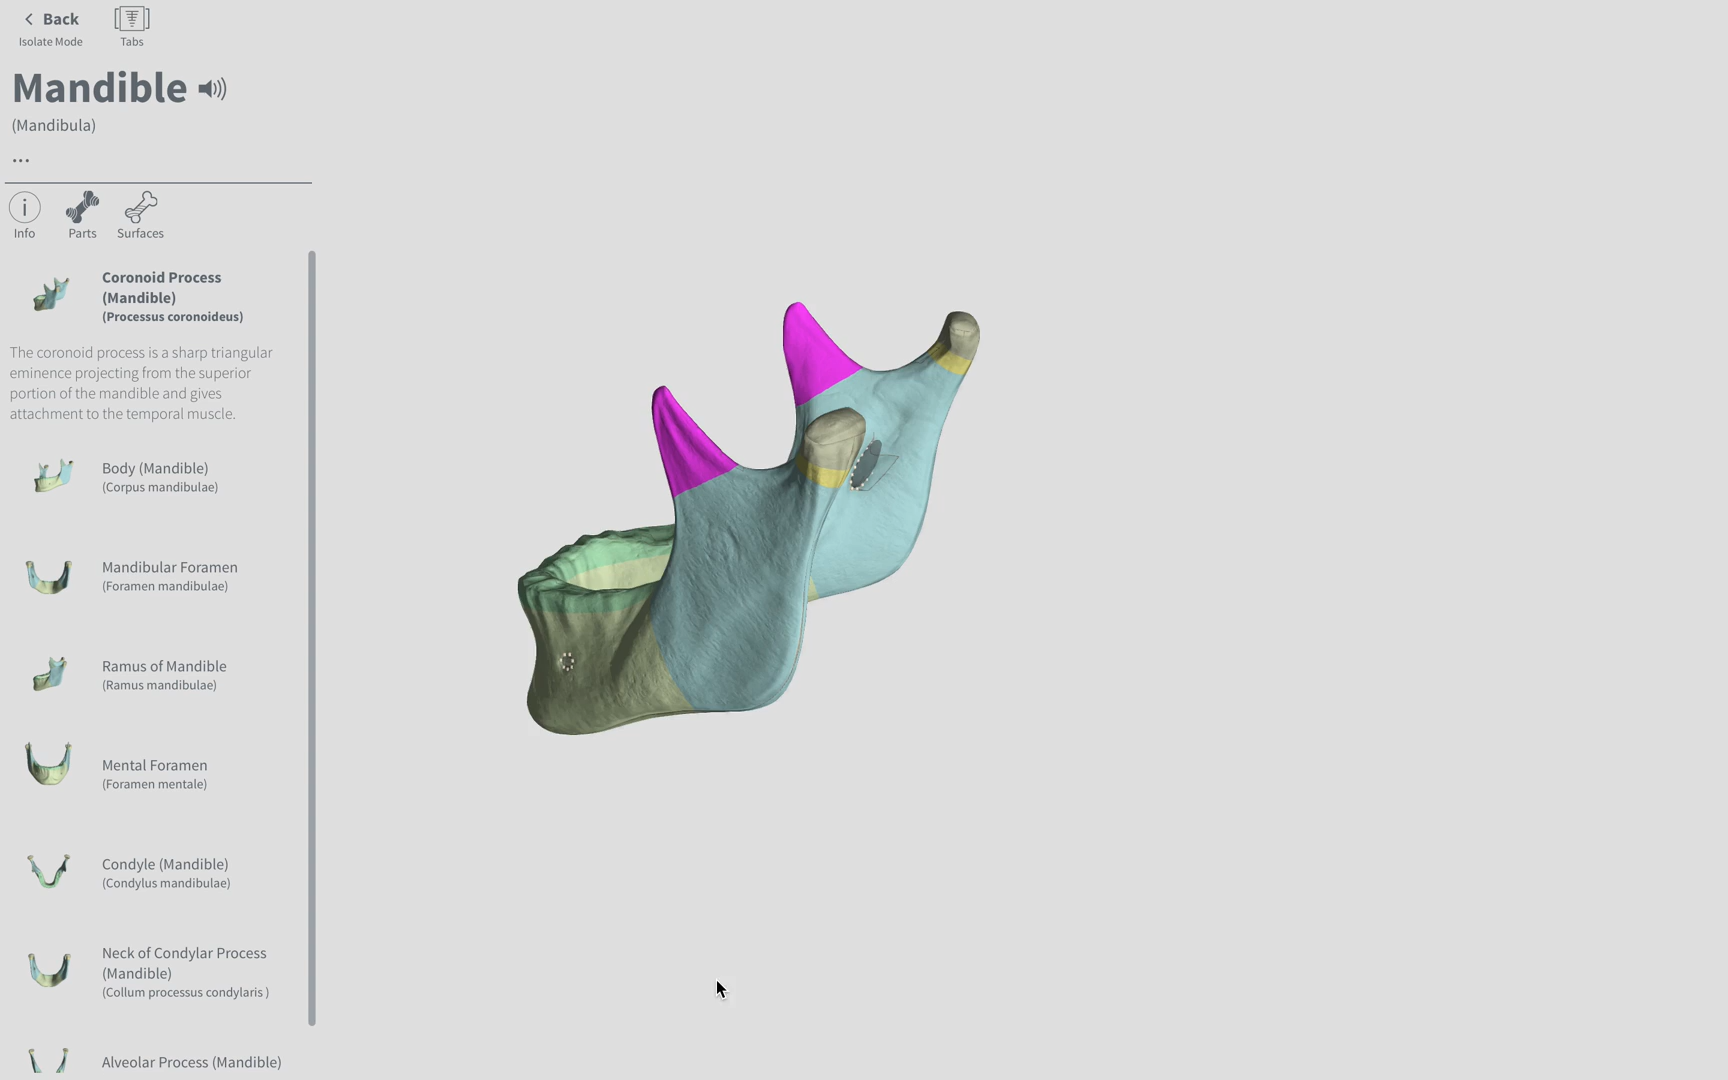 Back
Isolate Mode
Tabs
Mandible
(Mandibula)
...
Info
Parts
Surfaces
Coronoid Process
(Mandible)
(Processus coronoideus)
The coronoid process is a sharp triangular
eminence projecting from the superior
portion of the mandible and gives
attachment to the temporal muscle.
Body (Mandible)
(Corpus mandibulae)
Mandibular Foramen
(Foramen mandibulae)
Ramus of Mandible
(Ramus mandibulae)
Mental Foramen
(Foramen mentale)
Condyle (Mandible)
(Condylus mandibulae)
Neck of Condylar Process
(Mandible)
(Collum processus condylaris )
Alveolar Process (Mandible)